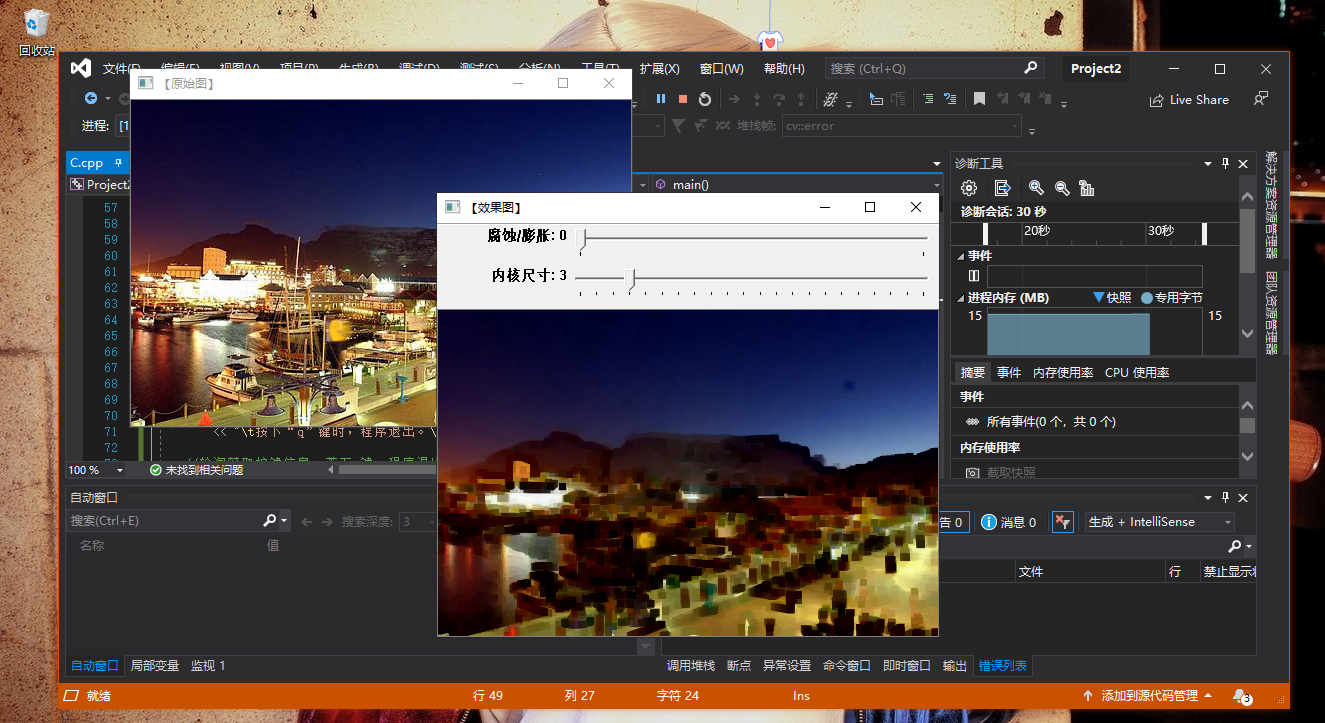 回收站
文件(F) 编辑(E) 视图(V) 项目(P) 生成(B) 调试(D) 测试(S) 分析(N) 工具(T) 扩展(X) 窗口(W) 帮助(H) 搜索 (Ctrl+Q) Project2
【原始图】
Live Share
进程: [1 堆栈帧: cv::error
C.cpp
Project2 main()
【效果图】
腐蚀/膨胀: 0
内核尺寸: 3
57
58
59
60
61
62
63
64
65
66
67
68
69
70
71 << "\t按下“q”键时，程序退出。\
72
100 % 未找到相关问题
诊断工具
诊断会话: 30 秒
20秒 30秒
事件
进程内存 (MB) 快照 专用字节
15 15
摘要 事件 内存使用率 CPU 使用率
事件
所有事件(0 个，共 0 个)
内存使用率
截取快照
解决方案资源管理器
团队资源管理器
自动窗口
搜索(Ctrl+E) 搜索深度: 3
名称 值
告 0 消息 0 生成 + IntelliSense
文件 行 禁止显示
自动窗口 局部变量 监视 1
调用堆栈 断点 异常设置 命令窗口 即时窗口 输出 错误列表
就绪 行 49 列 27 字符 24 Ins 添加到源代码管理 3